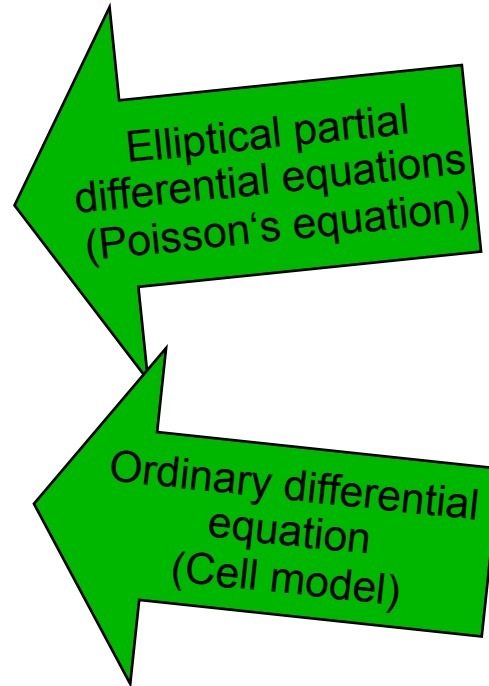 Elliptical partial
differential equations
(Poisson‘s equation)
Ordinary differential
equation
(Cell model)